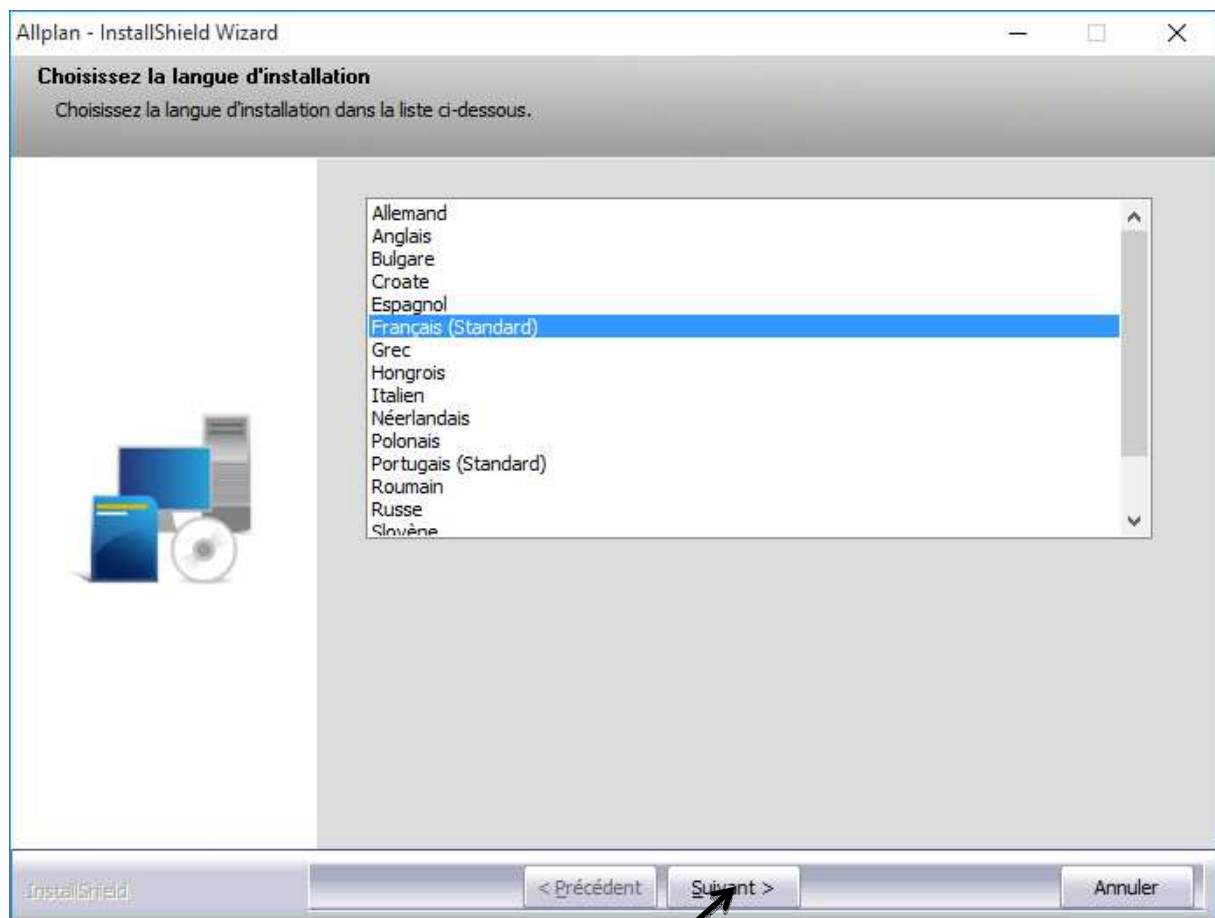 Allplan - InstallShield Wizard
Choisissez la langue d'installation
Choisissez la langue d'installation dans la liste ci-dessous.
Allemand
Anglais
Bulgare
Croate
Espagnol
Français (Standard)
Grec
Hongrois
Italien
Néerlandais
Polonais
Portugais (Standard)
Roumain
Russe
Slovène
InstallShield
< Précédent
Suivant >
Annuler